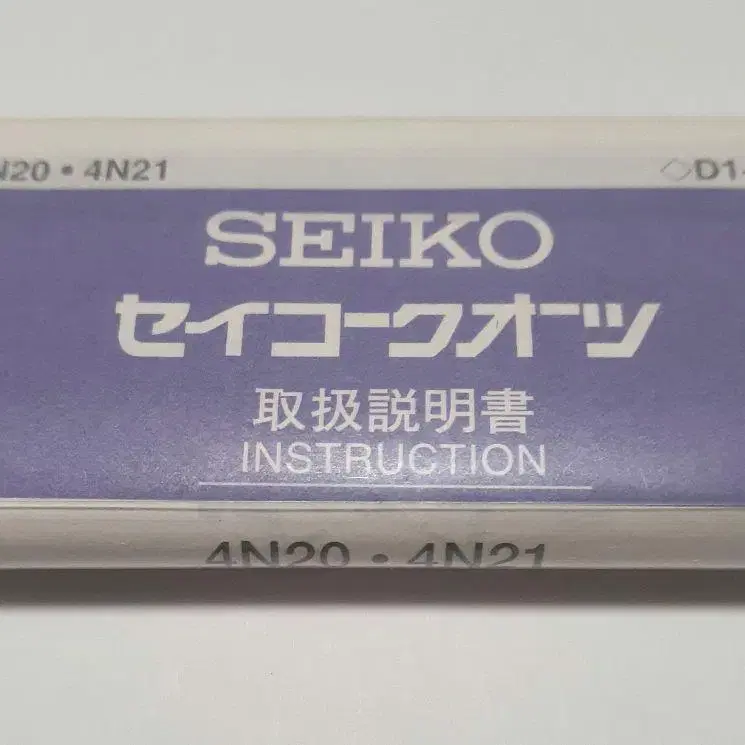 • 4N21 ◇D1
SEIKO
セイコークオーツ
取扱説明書
INSTRUCTION
4N20・4N21